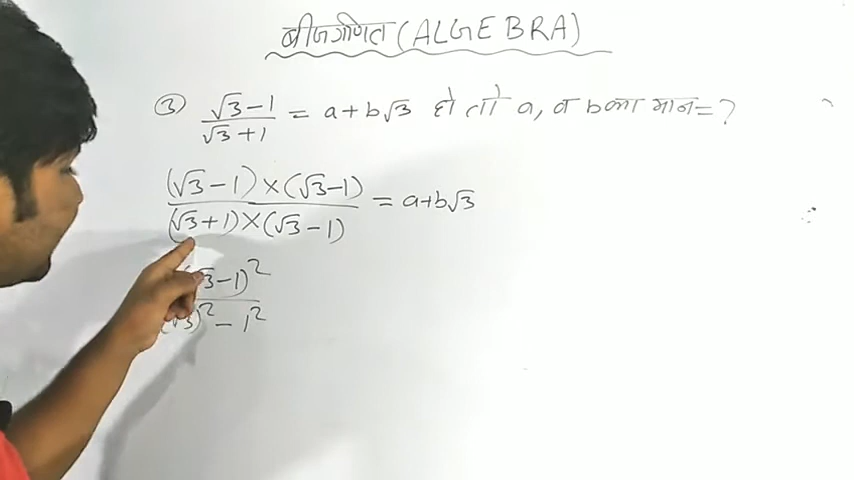 बीजगणित (ALGEBRA)
③ (√3-1)/(√3+1) = a+b√3 हो तो a, व b का मान=?
((√3-1)×(√3-1))/((√3+1)×(√3-1)) = a+b√3
(√3-1)²/((√3)²-1²)